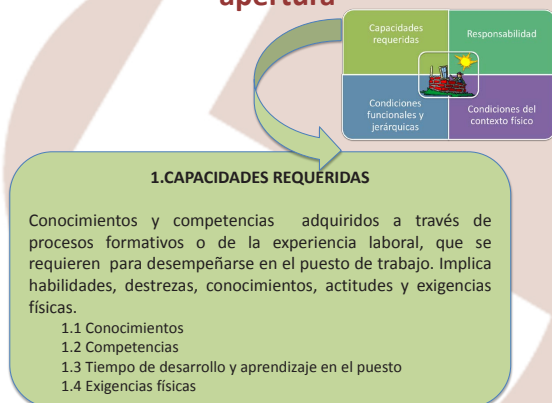 apertura
Capacidades
requeridas
Responsabilidad
Condiciones
funcionales y
jerárquicas
Condiciones del
contexto físico
1.CAPACIDADES REQUERIDAS
Conocimientos y competencias adquiridos a través de
procesos formativos o de la experiencia laboral, que se
requieren para desempeñarse en el puesto de trabajo. Implica
habilidades, destrezas, conocimientos, actitudes y exigencias
físicas.
1.1 Conocimientos
1.2 Competencias
1.3 Tiempo de desarrollo y aprendizaje en el puesto
1.4 Exigencias físicas